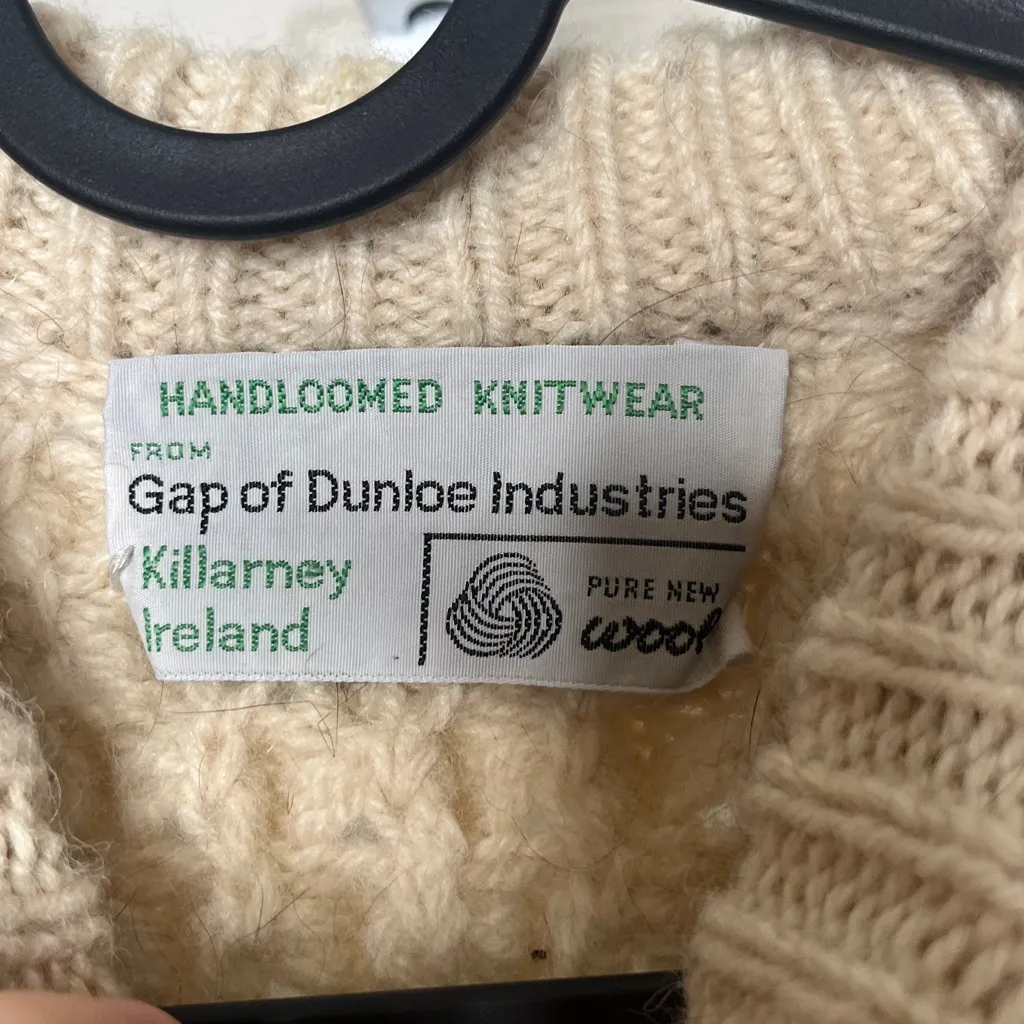 HANDLOOMED KNITWEAR
FROM
Gap of Dunloe Industries
Killarney
Ireland
PURE NEW
wool